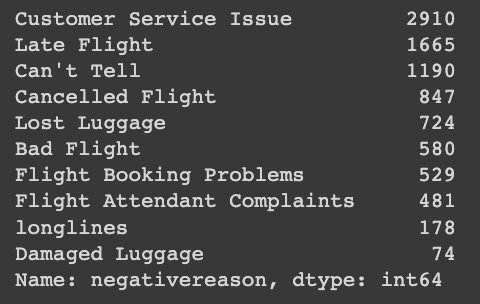 Customer Service Issue 2910
Late Flight 1665
Can't Tell 1190
Cancelled Flight 847
Lost Luggage 724
Bad Flight 580
Flight Booking Problems 529
Flight Attendant Complaints 481
longlines 178
Damaged Luggage 74
Name: negativereason, dtype: int64